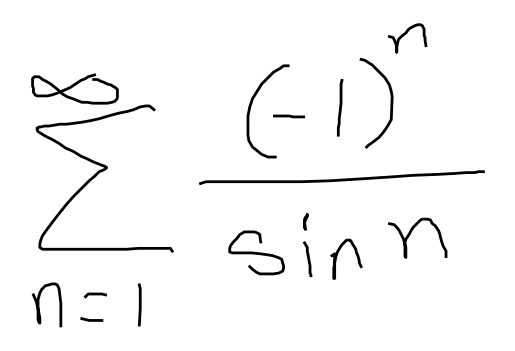 ∞
∑ (-1)^n / sin n
n=1